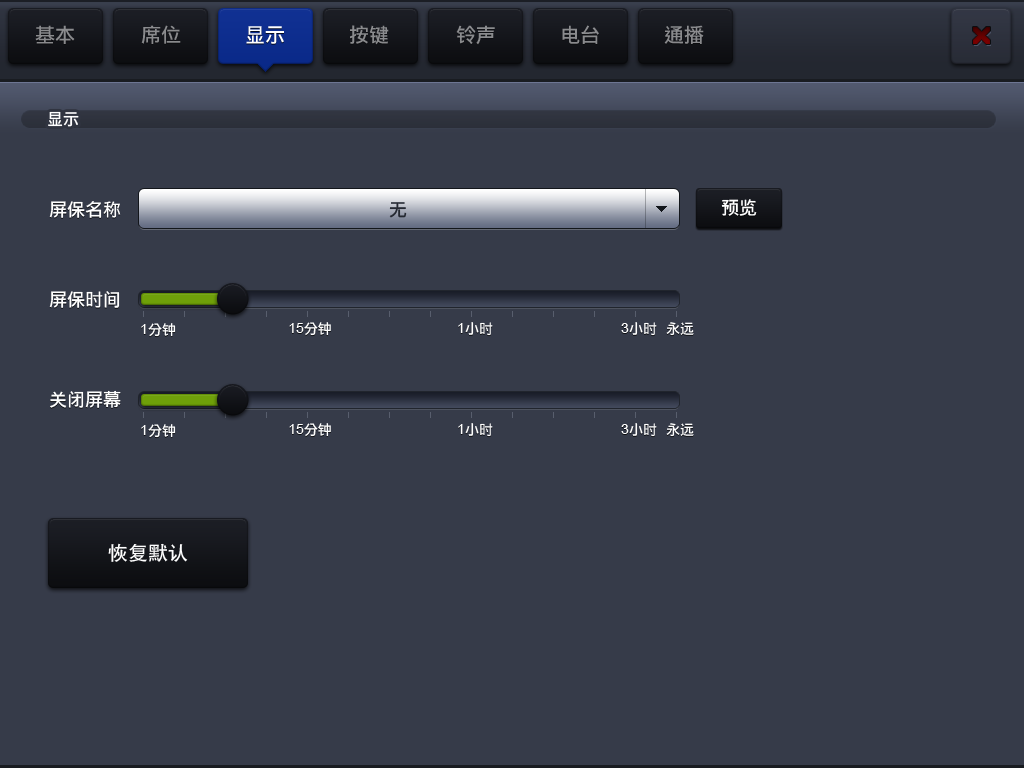 基本 席位 显示 按键 铃声 电台 通播
显示
屏保名称 无 预览
屏保时间
1分钟 15分钟 1小时 3小时 永远
关闭屏幕
1分钟 15分钟 1小时 3小时 永远
恢复默认